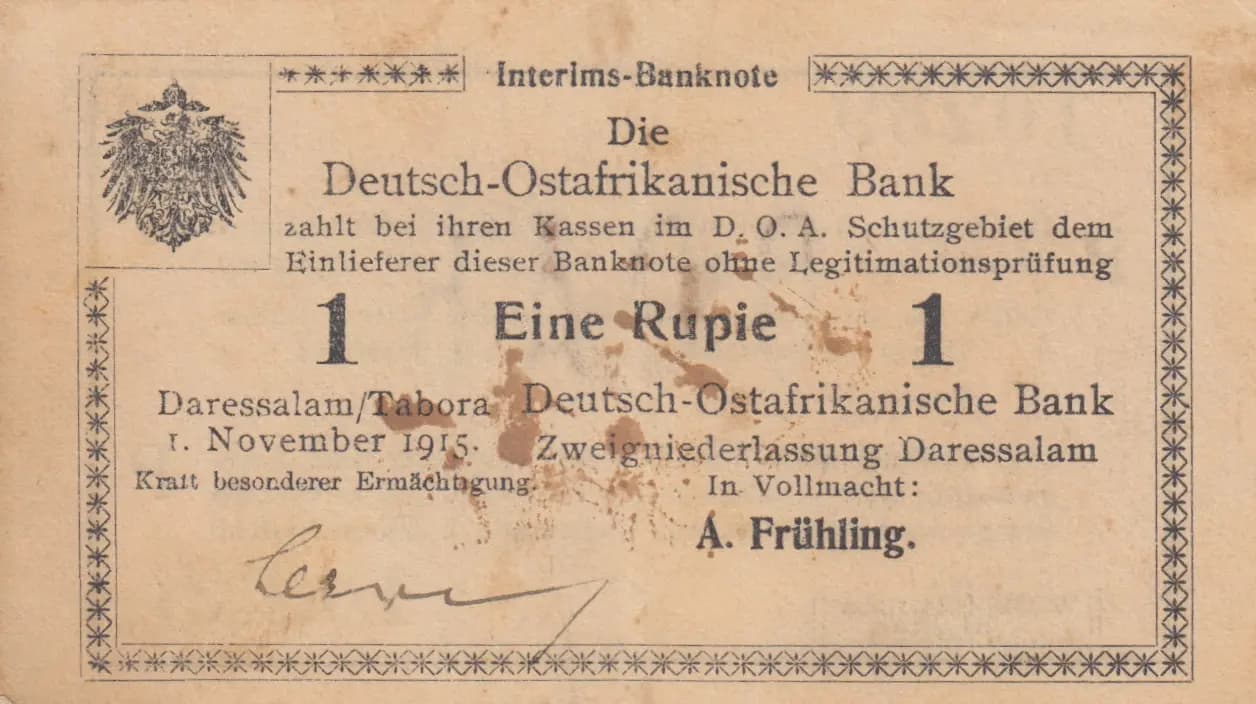 Interims-Banknote
Die
Deutsch-Ostafrikanische Bank
zahlt bei ihren Kassen im D. O. A. Schutzgebiet dem
Einlieferer dieser Banknote ohne Legitimationsprüfung
1 Eine Rupie 1
Daressalam/Tabora
1. November 1915.
Kraft besonderer Ermächtigung.
Deutsch-Ostafrikanische Bank
Zweigniederlassung Daressalam
In Vollmacht:
A. Frühling.